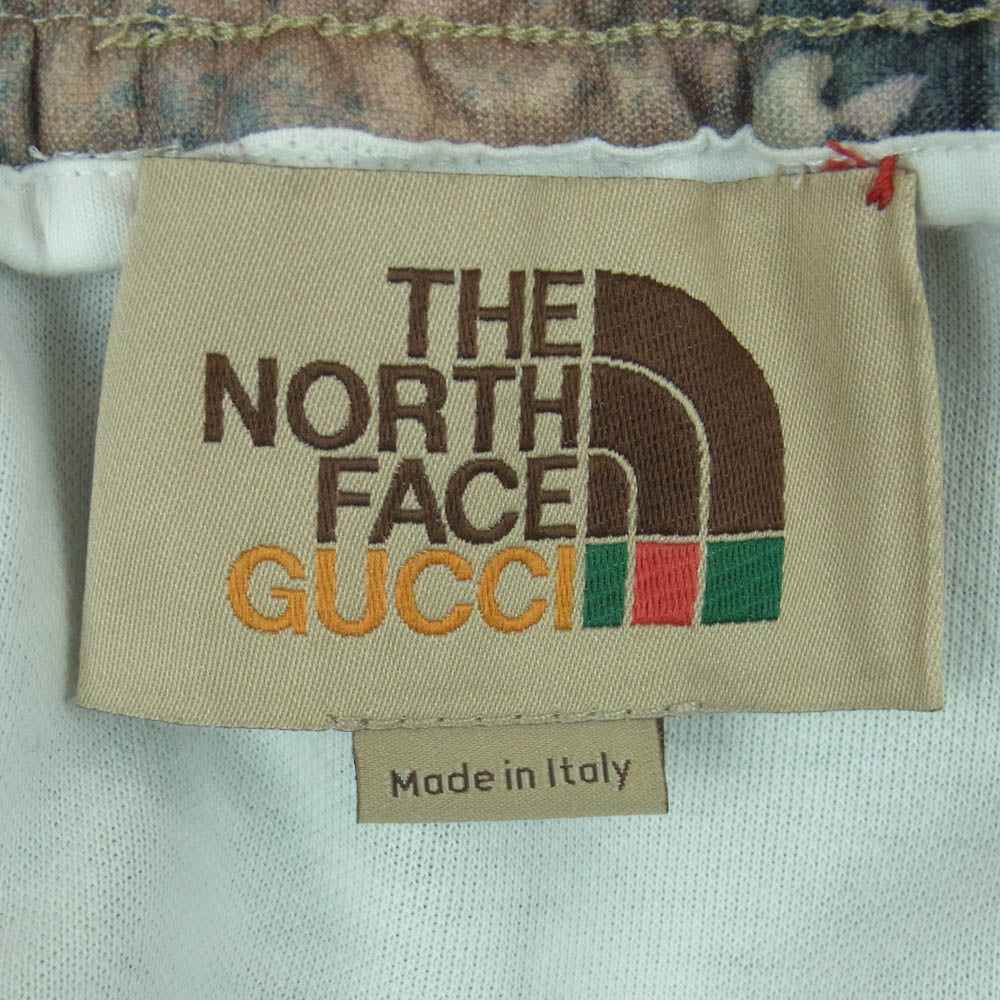 THE
NORTH
FACE
GUCCI
Made in Italy